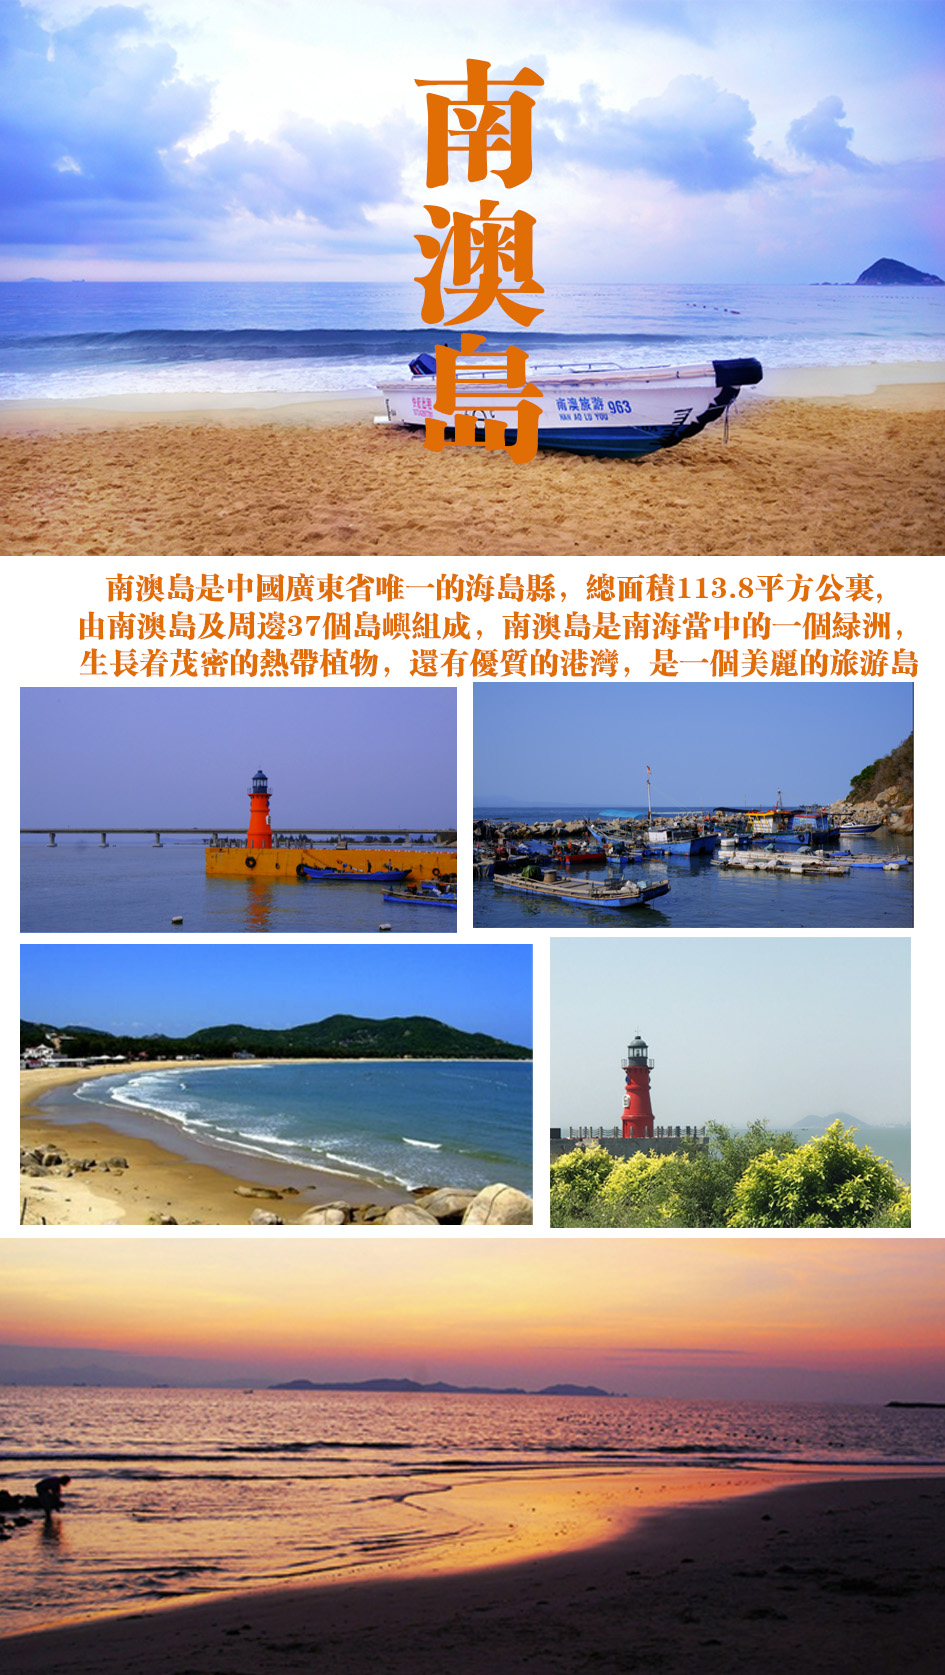 南澳島
南澳旅游 963
NAN AO LU YOU
南澳島是中國廣東省唯一的海島縣，總面積113.8平方公裏，
由南澳島及周邊37個島嶼組成，南澳島是南海當中的一個緑洲，
生長着茂密的熱帶植物，還有優質的港灣，是一個美麗的旅游島